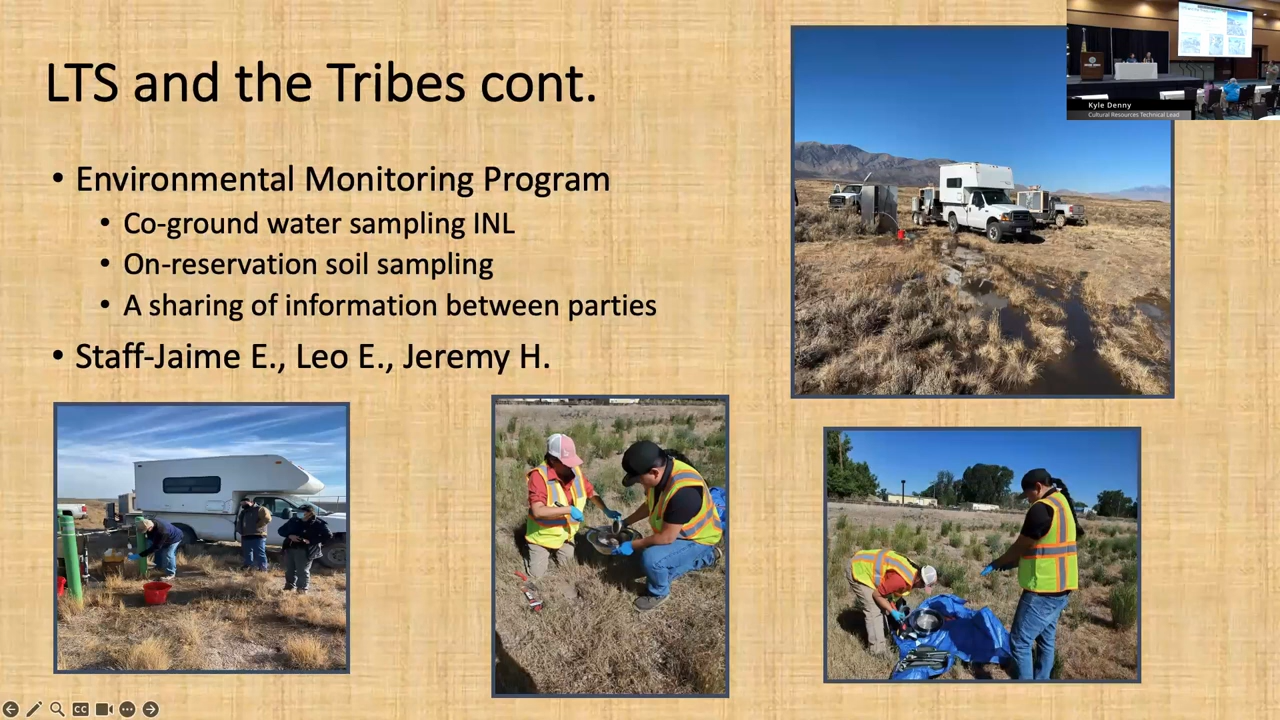 LTS and the Tribes cont.
• Environmental Monitoring Program
• Co-ground water sampling INL
• On-reservation soil sampling
• A sharing of information between parties
• Staff-Jaime E., Leo E., Jeremy H.
Kyle Denny
Cultural Resources Technical Lead
CC